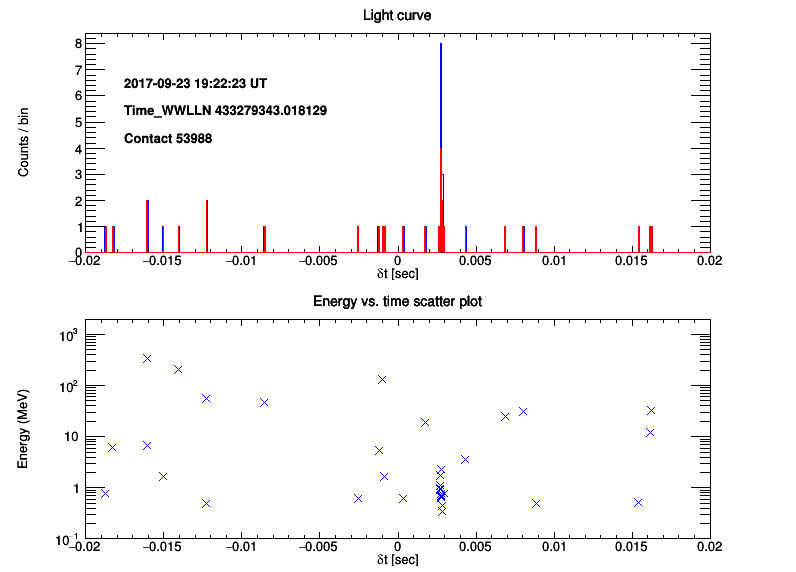 Light curve
Counts / bin
8
7
6
5
4
3
2
1
0
2017-09-23 19:22:23 UT
Time_WWLLN 433279343.018129
Contact 53988
−0.02 −0.015 −0.01 −0.005 0 0.005 0.01 0.015 0.02
δt [sec]
Energy vs. time scatter plot
Energy (MeV)
10³
10²
10
1
10⁻¹
−0.02 −0.015 −0.01 −0.005 0 0.005 0.01 0.015 0.02
δt [sec]